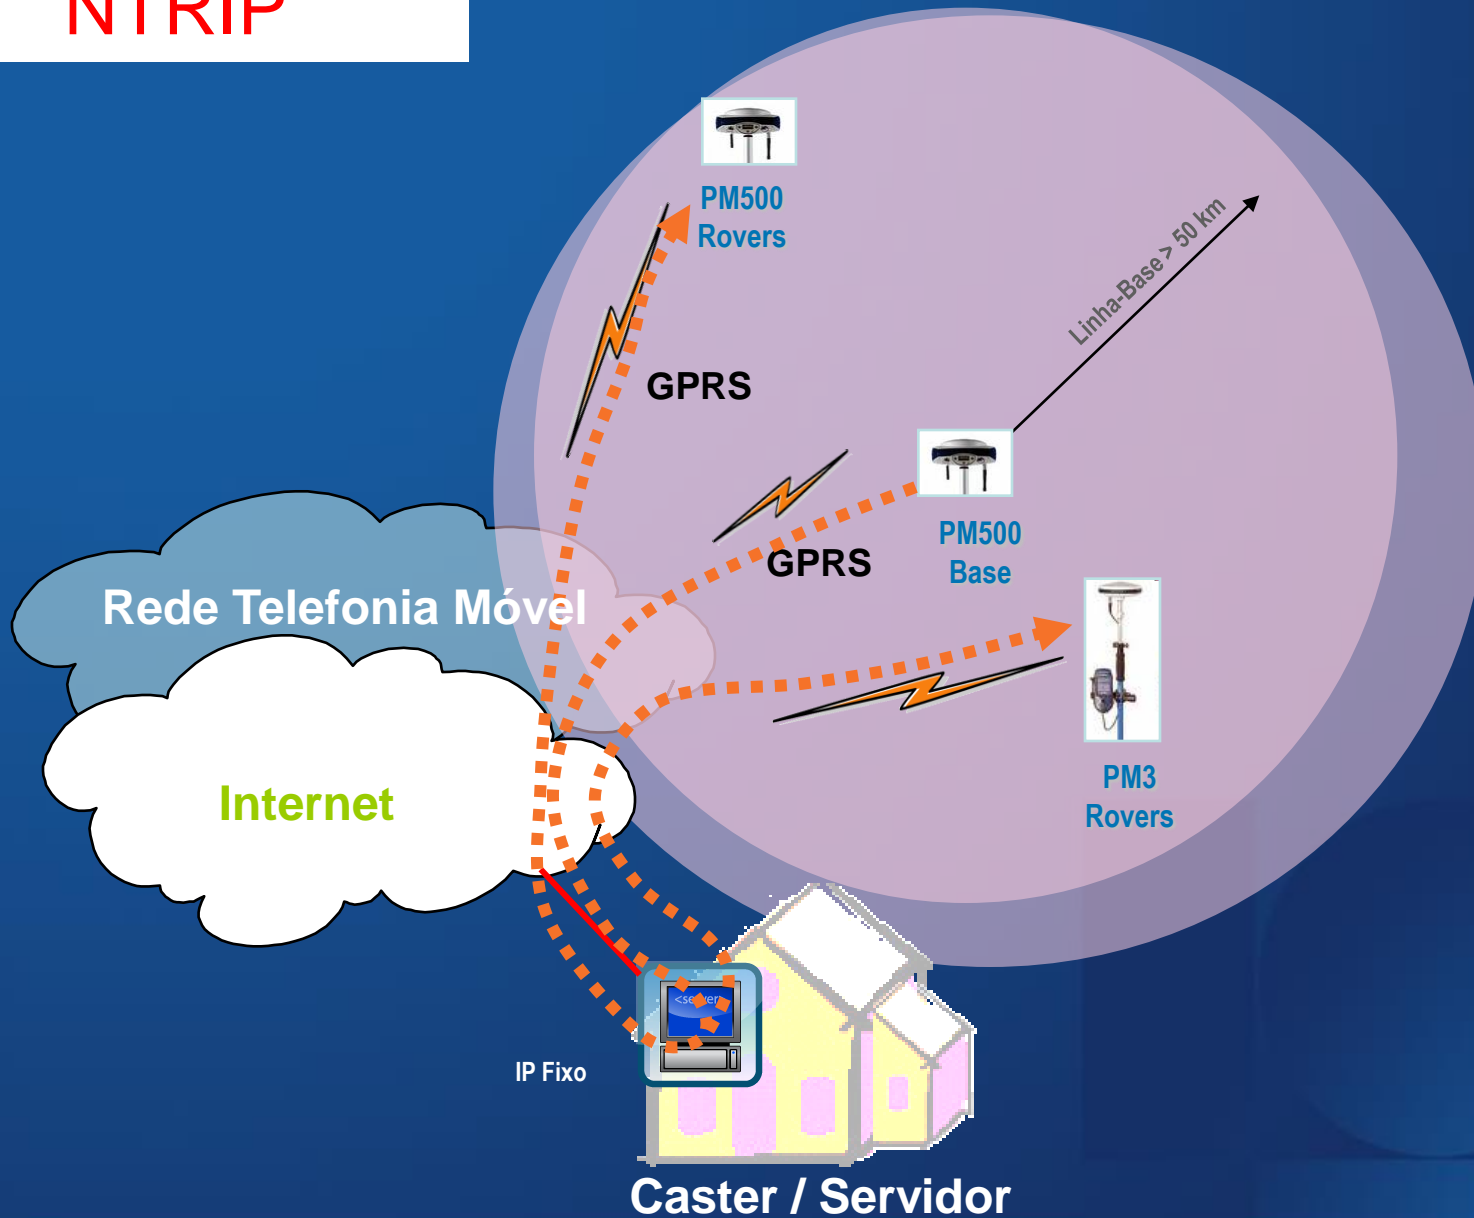 NTRIP
PM500
Rovers
Linha-Base > 50 km
GPRS
PM500
Base
GPRS
Rede Telefonia Móvel
PM3
Rovers
Internet
<server>
IP Fixo
Caster / Servidor